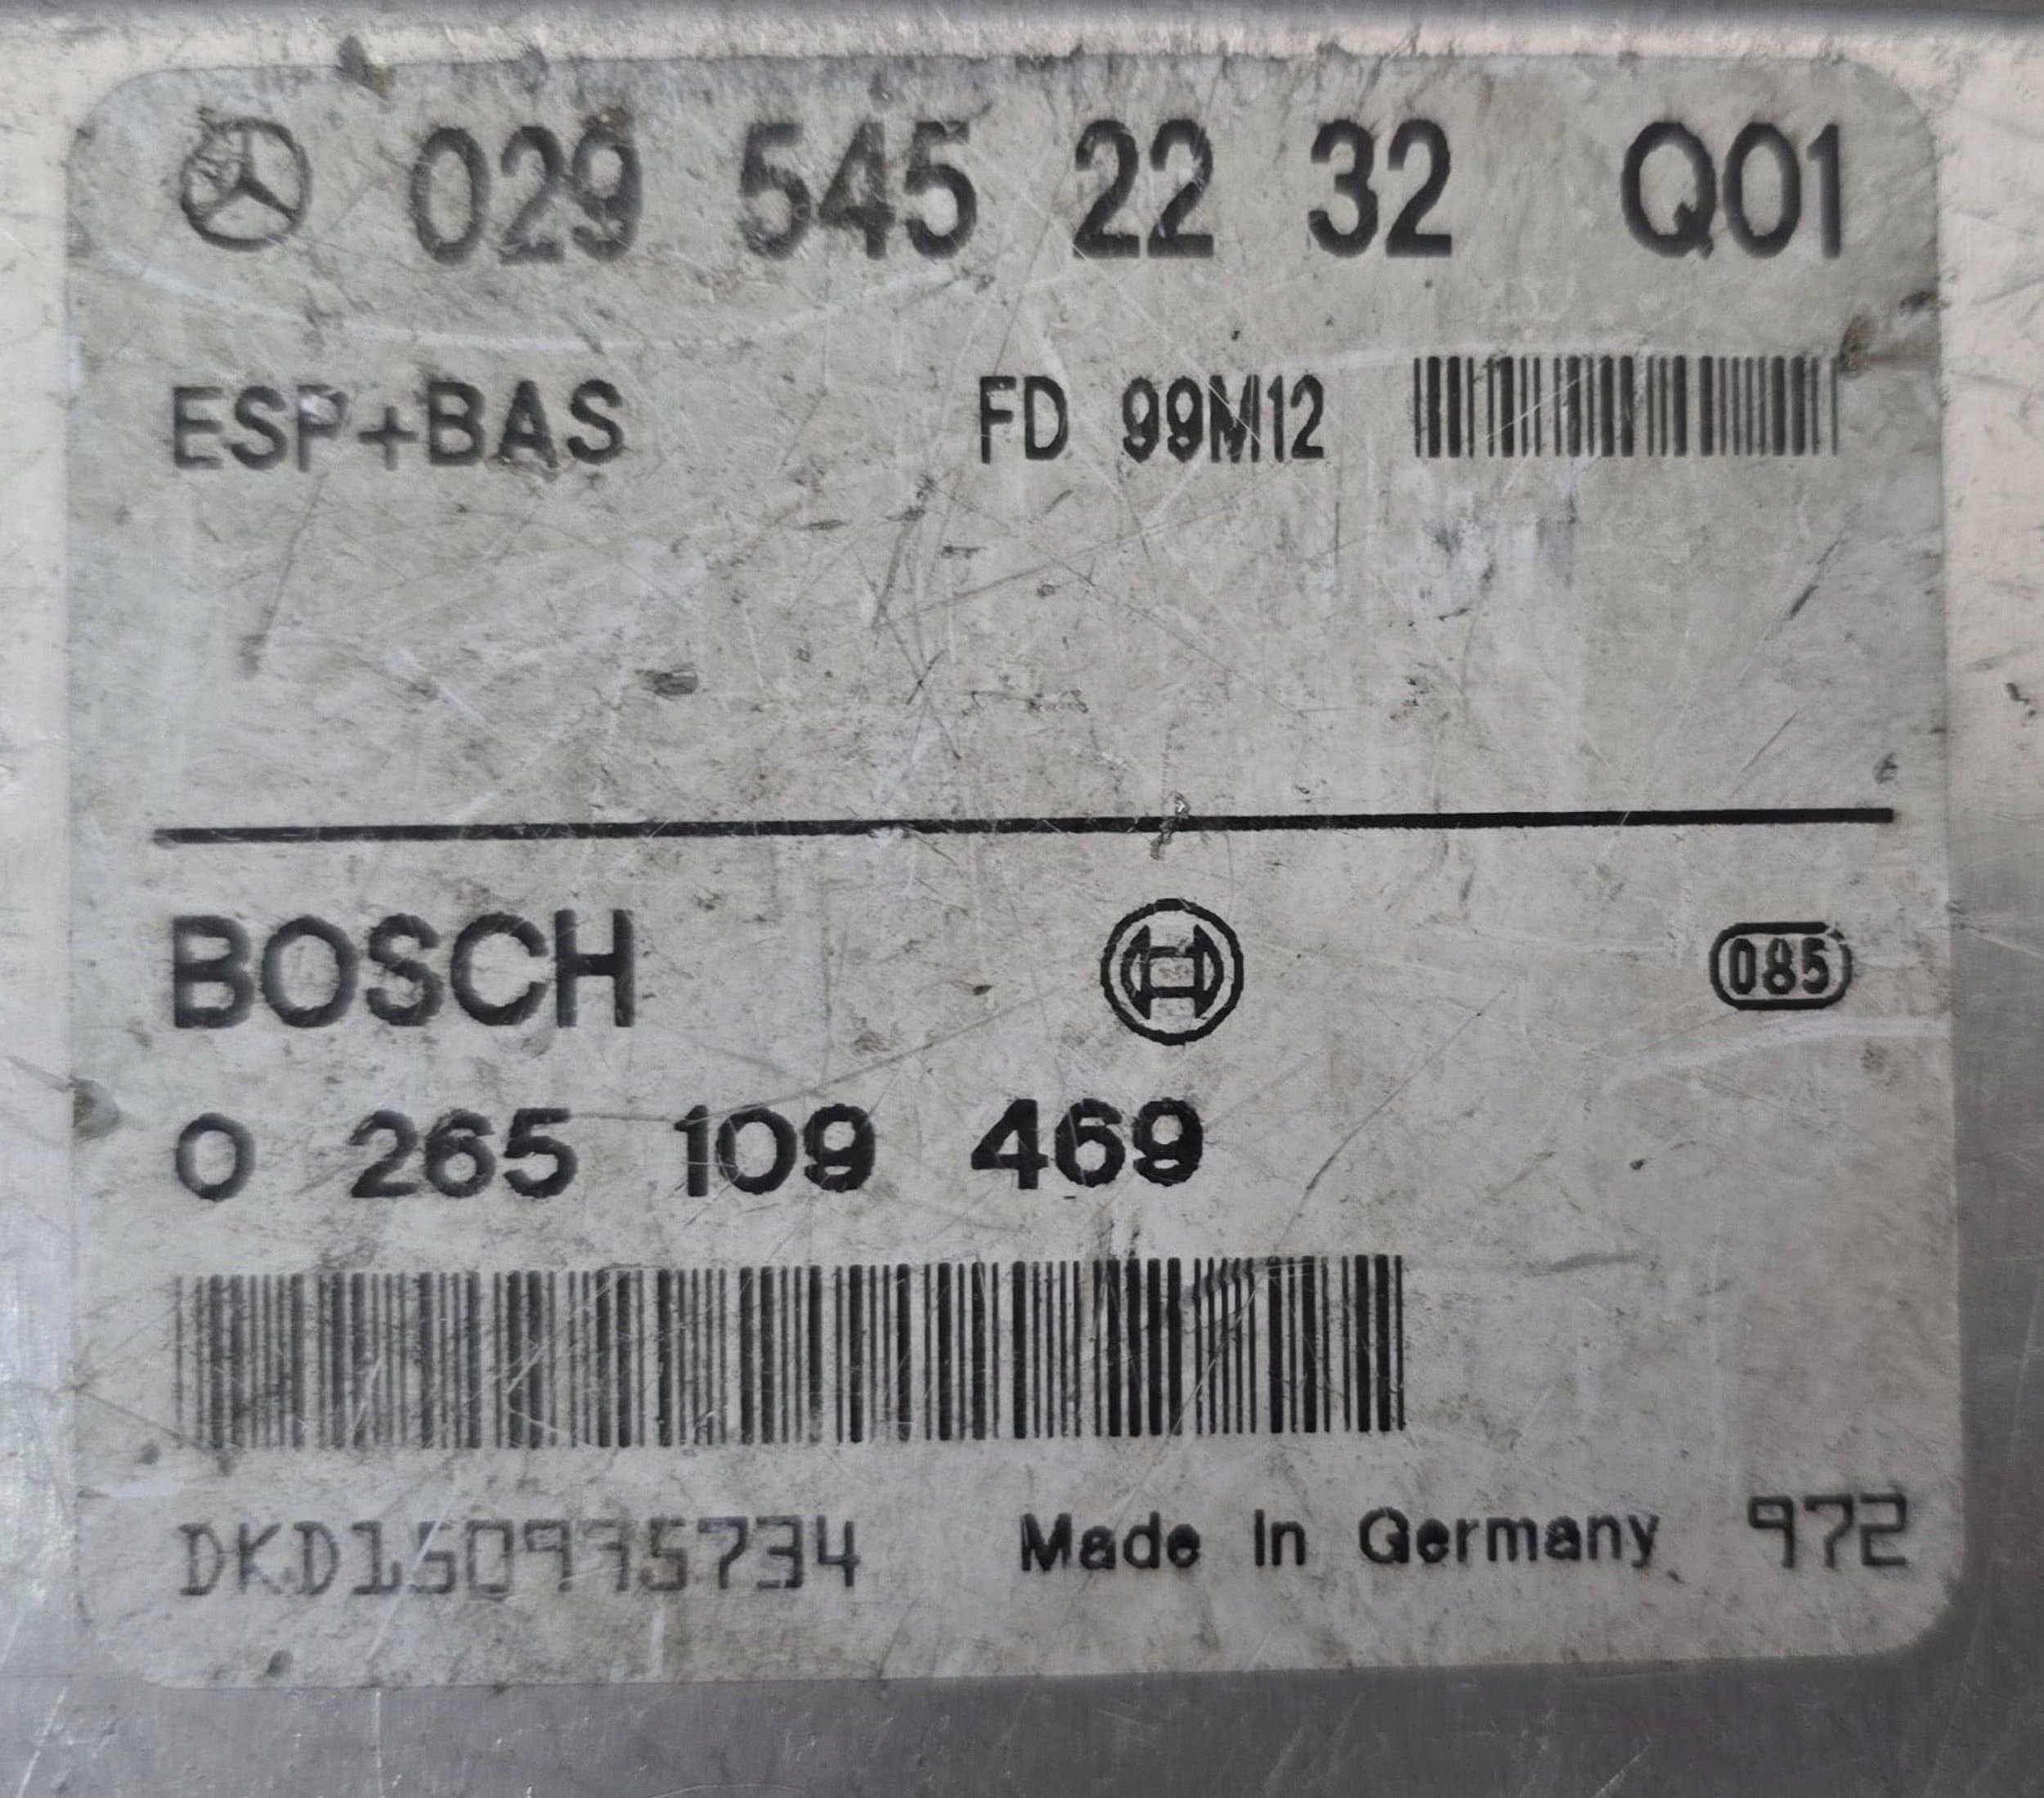 029 545 22 32 Q01
ESP+BAS FD 99M12
BOSCH 085
0 265 109 469
Made In Germany 972